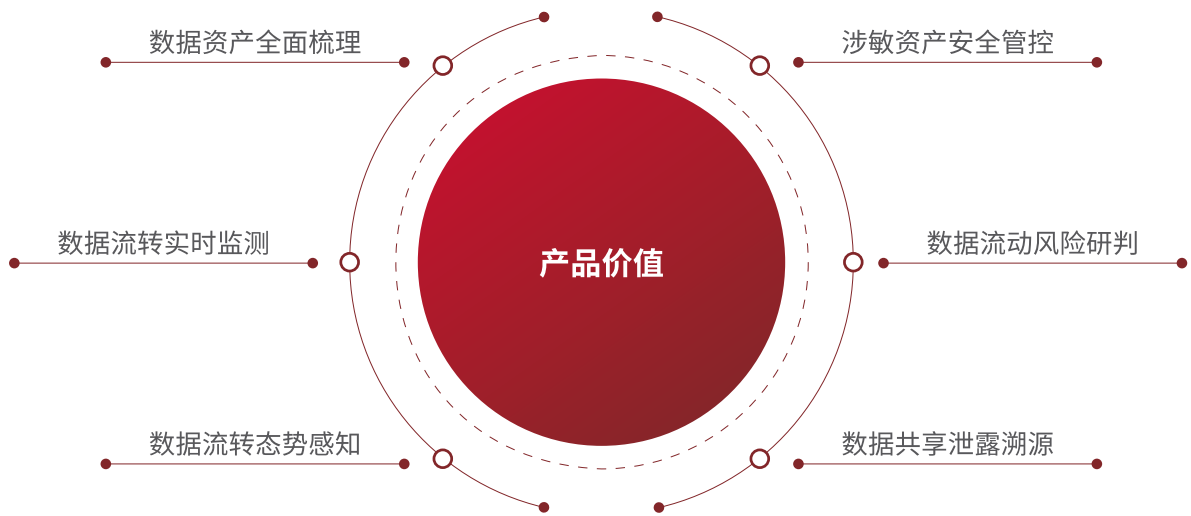 数据资产全面梳理
涉敏资产安全管控
数据流转实时监测
产品价值
数据流动风险研判
数据流转态势感知
数据共享泄露溯源